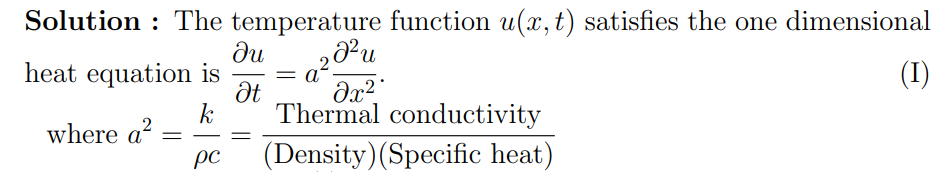 Solution : The temperature function u(x, t) satisfies the one dimensional
heat equation is ∂u/∂t = a² ∂²u/∂x². (I)
where a² = k/ρc = Thermal conductivity/(Density)(Specific heat)